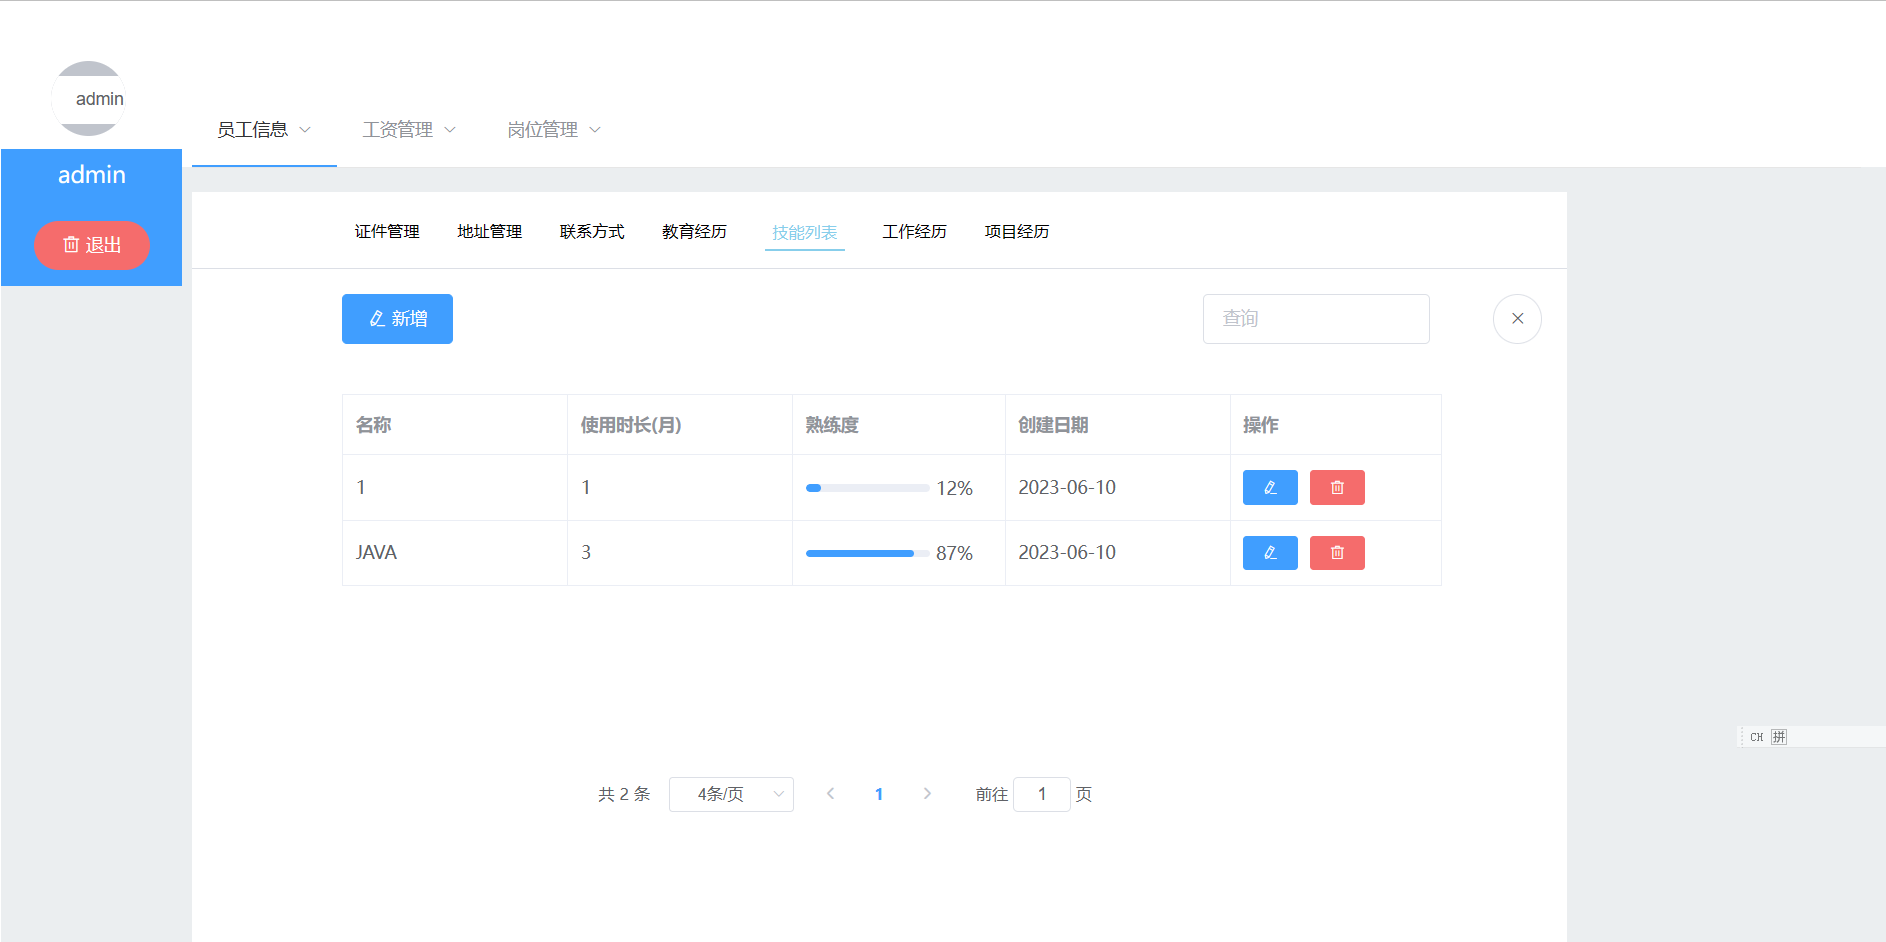 admin
员工信息 工资管理 岗位管理
admin
退出
证件管理 地址管理 联系方式 教育经历 技能列表 工作经历 项目经历
新增 查询
名称 使用时长(月) 熟练度 创建日期 操作
1 1 12% 2023-06-10
JAVA 3 87% 2023-06-10
CH 拼
共 2 条 4条/页 1 前往 1 页